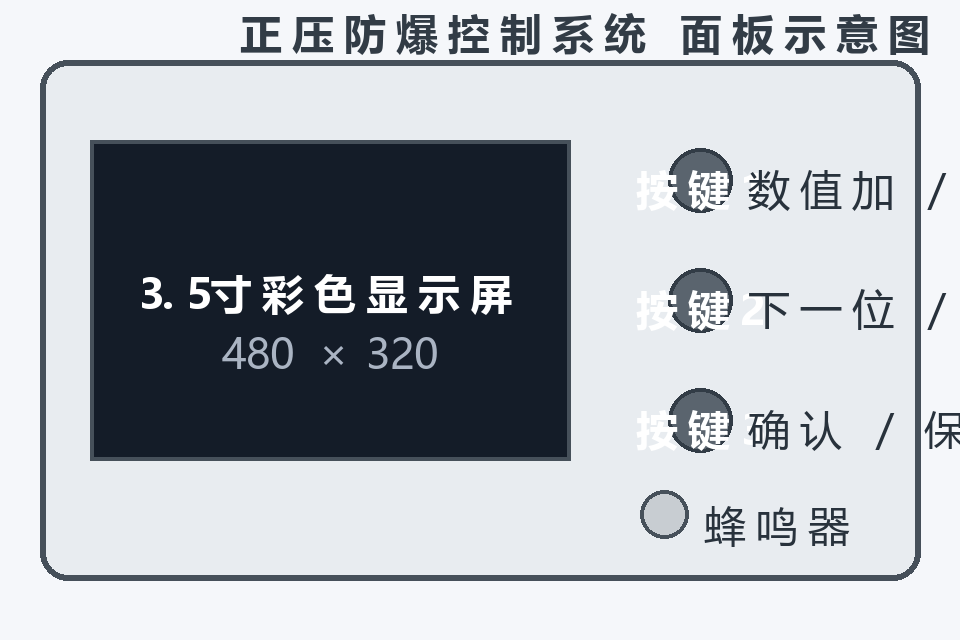 正压防爆控制系统 面板示意图
3.5寸彩色显示屏
480 × 320
按键 数值加 /
按键2 下一位 /
按键3 确认 / 保
蜂鸣器